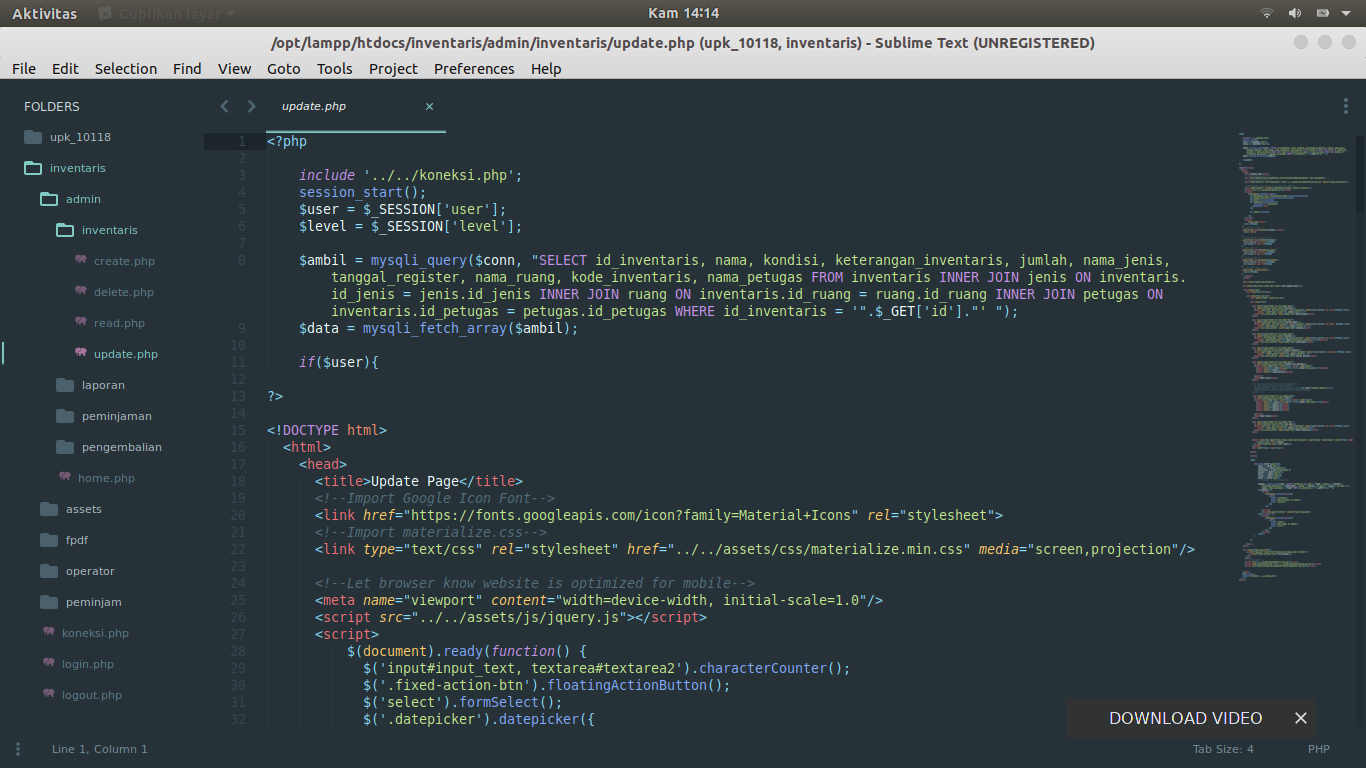 Aktivitas
Cuplikan layar
Kam 14:14
/opt/lampp/htdocs/inventaris/admin/inventaris/update.php (upk_10118, inventaris) - Sublime Text (UNREGISTERED)
File Edit Selection Find View Goto Tools Project Preferences Help
FOLDERS
upk_10118
inventaris
admin
inventaris
create.php
delete.php
read.php
update.php
laporan
peminjaman
pengembalian
home.php
assets
fpdf
operator
peminjam
koneksi.php
login.php
logout.php
update.php
1 <?php
2
3 include '../../koneksi.php';
4 session_start();
5 $user = $_SESSION['user'];
6 $level = $_SESSION['level'];
7
8 $ambil = mysqli_query($conn, "SELECT id_inventaris, nama, kondisi, keterangan_inventaris, jumlah, nama_jenis,
tanggal_register, nama_ruang, kode_inventaris, nama_petugas FROM inventaris INNER JOIN jenis ON inventaris.
id_jenis = jenis.id_jenis INNER JOIN ruang ON inventaris.id_ruang = ruang.id_ruang INNER JOIN petugas ON
inventaris.id_petugas = petugas.id_petugas WHERE id_inventaris = '".$_GET['id']."' ");
9 $data = mysqli_fetch_array($ambil);
10
11 if($user){
12
13 ?>
14
15 <!DOCTYPE html>
16 <html>
17 <head>
18 <title>Update Page</title>
19 <!--Import Google Icon Font-->
20 <link href="https://fonts.googleapis.com/icon?family=Material+Icons" rel="stylesheet">
21 <!--Import materialize.css-->
22 <link type="text/css" rel="stylesheet" href="../../assets/css/materialize.min.css" media="screen,projection"/>
23
24 <!--Let browser know website is optimized for mobile-->
25 <meta name="viewport" content="width=device-width, initial-scale=1.0"/>
26 <script src="../../assets/js/jquery.js"></script>
27 <script>
28 $(document).ready(function() {
29 $('input#input_text, textarea#textarea2').characterCounter();
30 $('.fixed-action-btn').floatingActionButton();
31 $('select').formSelect();
32 $('.datepicker').datepicker({
DOWNLOAD VIDEO
Line 1, Column 1
Tab Size: 4
PHP